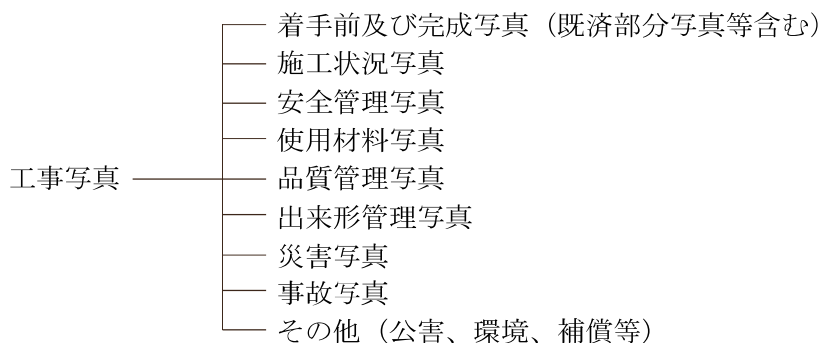 着手前及び完成写真（既済部分写真等含む）
施工状況写真
安全管理写真
使用材料写真
工事写真
品質管理写真
出来形管理写真
災害写真
事故写真
その他（公害、環境、補償等）